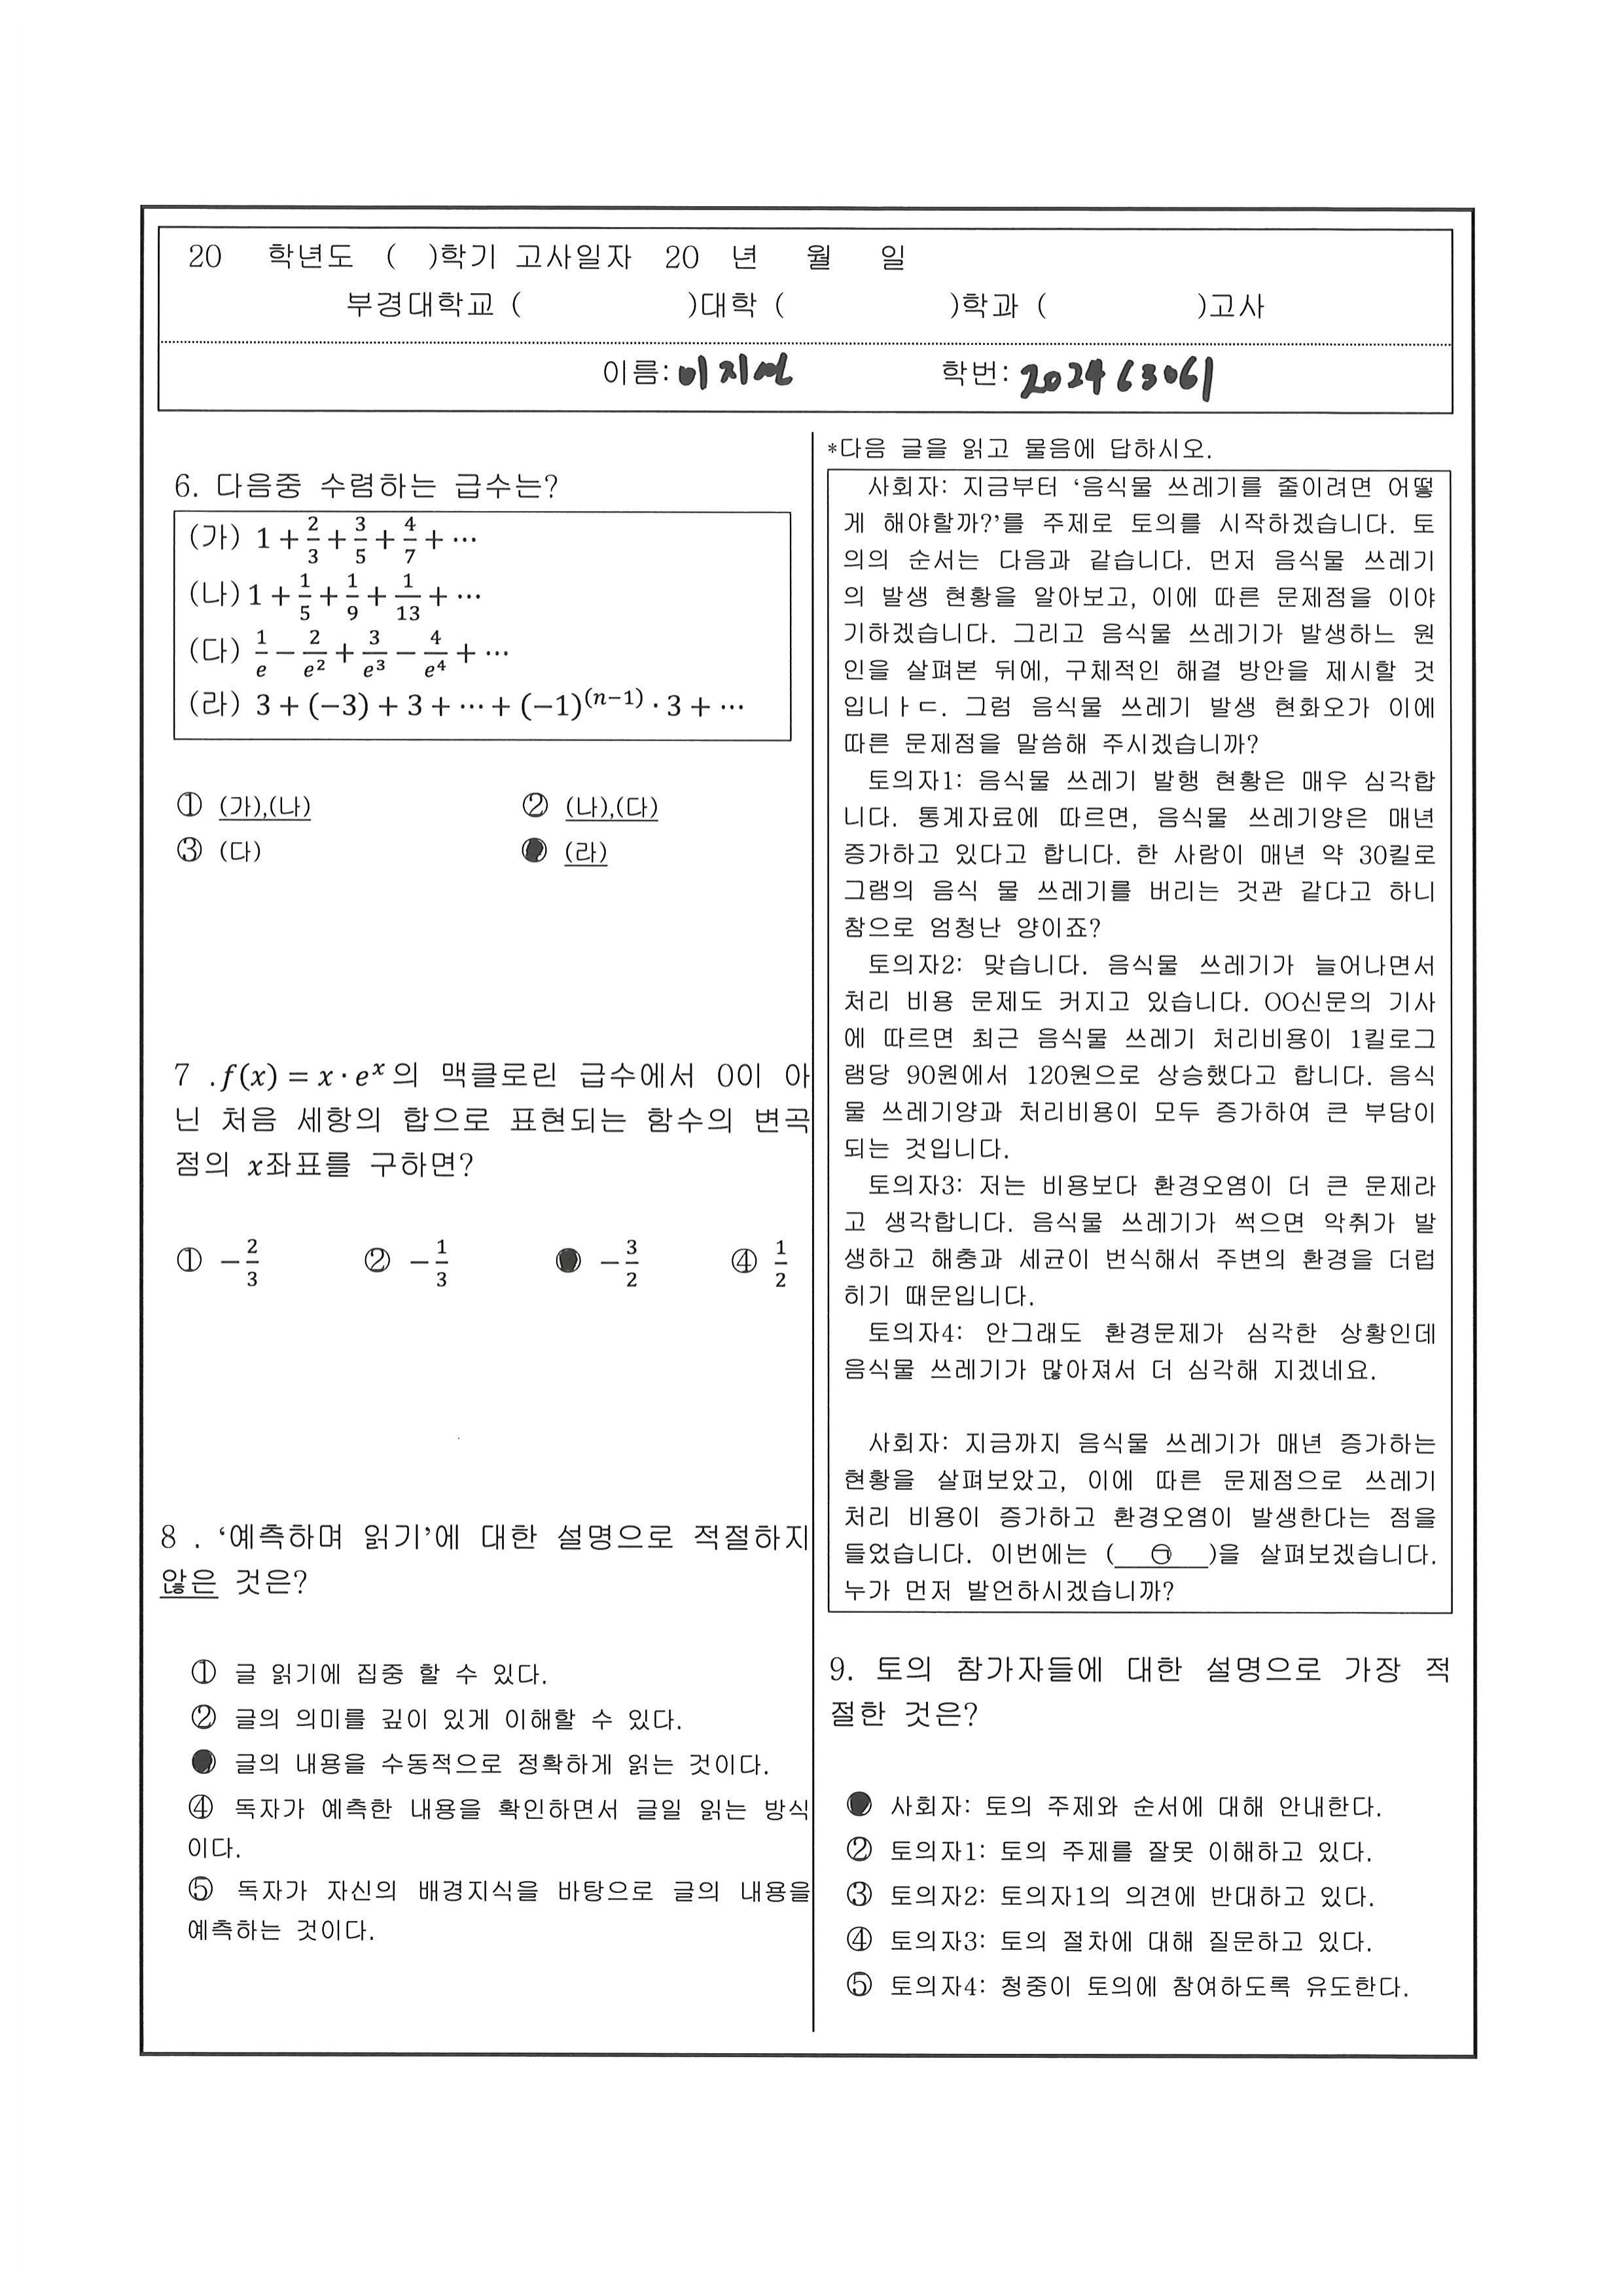 20 학년도 ( )학기 고사일자 20 년 월 일
부경대학교 ( )대학 ( )학과 ( )고사
이름: 이지산 학번: 202463061
6. 다음중 수렴하는 급수는?
(가) 1 + 2/3 + 3/5 + 4/7 + ⋯
(나) 1 + 1/5 + 1/9 + 1/13 + ⋯
(다) 1/e − 2/e² + 3/e³ − 4/e⁴ + ⋯
(라) 3 + (−3) + 3 + ⋯ + (−1)^(n−1) · 3 + ⋯
① (가),(나) ② (나),(다)
③ (다) (라)
7 .f(x) = x · eˣ의 맥클로린 급수에서 0이 아
닌 처음 세항의 합으로 표현되는 함수의 변곡
점의 x좌표를 구하면?
① −2/3 ② −1/3 −3/2 ④ 1/2
8 . ‘예측하며 읽기’에 대한 설명으로 적절하지
않은 것은?
① 글 읽기에 집중 할 수 있다.
② 글의 의미를 깊이 있게 이해할 수 있다.
글의 내용을 수동적으로 정확하게 읽는 것이다.
④ 독자가 예측한 내용을 확인하면서 글일 읽는 방식
이다.
⑤ 독자가 자신의 배경지식을 바탕으로 글의 내용을
예측하는 것이다.
*다음 글을 읽고 물음에 답하시오.
사회자: 지금부터 ‘음식물 쓰레기를 줄이려면 어떻
게 해야할까?’를 주제로 토의를 시작하겠습니다. 토
의의 순서는 다음과 같습니다. 먼저 음식물 쓰레기
의 발생 현황을 알아보고, 이에 따른 문제점을 이야
기하겠습니다. 그리고 음식물 쓰레기가 발생하느 원
인을 살펴본 뒤에, 구체적인 해결 방안을 제시할 것
입니ㅏㄷ. 그럼 음식물 쓰레기 발생 현화오가 이에
따른 문제점을 말씀해 주시겠습니까?
토의자1: 음식물 쓰레기 발행 현황은 매우 심각합
니다. 통계자료에 따르면, 음식물 쓰레기양은 매년
증가하고 있다고 합니다. 한 사람이 매년 약 30킬로
그램의 음식 물 쓰레기를 버리는 것관 같다고 하니
참으로 엄청난 양이죠?
토의자2: 맞습니다. 음식물 쓰레기가 늘어나면서
처리 비용 문제도 커지고 있습니다. OO신문의 기사
에 따르면 최근 음식물 쓰레기 처리비용이 1킬로그
램당 90원에서 120원으로 상승했다고 합니다. 음식
물 쓰레기양과 처리비용이 모두 증가하여 큰 부담이
되는 것입니다.
토의자3: 저는 비용보다 환경오염이 더 큰 문제라
고 생각합니다. 음식물 쓰레기가 썩으면 악취가 발
생하고 해충과 세균이 번식해서 주변의 환경을 더럽
히기 때문입니다.
토의자4: 안그래도 환경문제가 심각한 상황인데
음식물 쓰레기가 많아져서 더 심각해 지겠네요.
사회자: 지금까지 음식물 쓰레기가 매년 증가하는
현황을 살펴보았고, 이에 따른 문제점으로 쓰레기
처리 비용이 증가하고 환경오염이 발생한다는 점을
들었습니다. 이번에는 (  ㉠  )을 살펴보겠습니다.
누가 먼저 발언하시겠습니까?
9. 토의 참가자들에 대한 설명으로 가장 적
절한 것은?
사회자: 토의 주제와 순서에 대해 안내한다.
② 토의자1: 토의 주제를 잘못 이해하고 있다.
③ 토의자2: 토의자1의 의견에 반대하고 있다.
④ 토의자3: 토의 절차에 대해 질문하고 있다.
⑤ 토의자4: 청중이 토의에 참여하도록 유도한다.